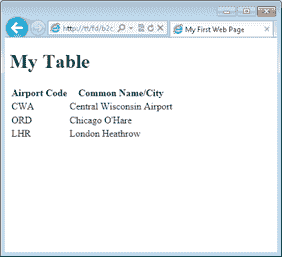 http://tt/fd/b2c
My First Web Page
My Table
Airport Code Common Name/City
CWA Central Wisconsin Airport
ORD Chicago O'Hare
LHR London Heathrow